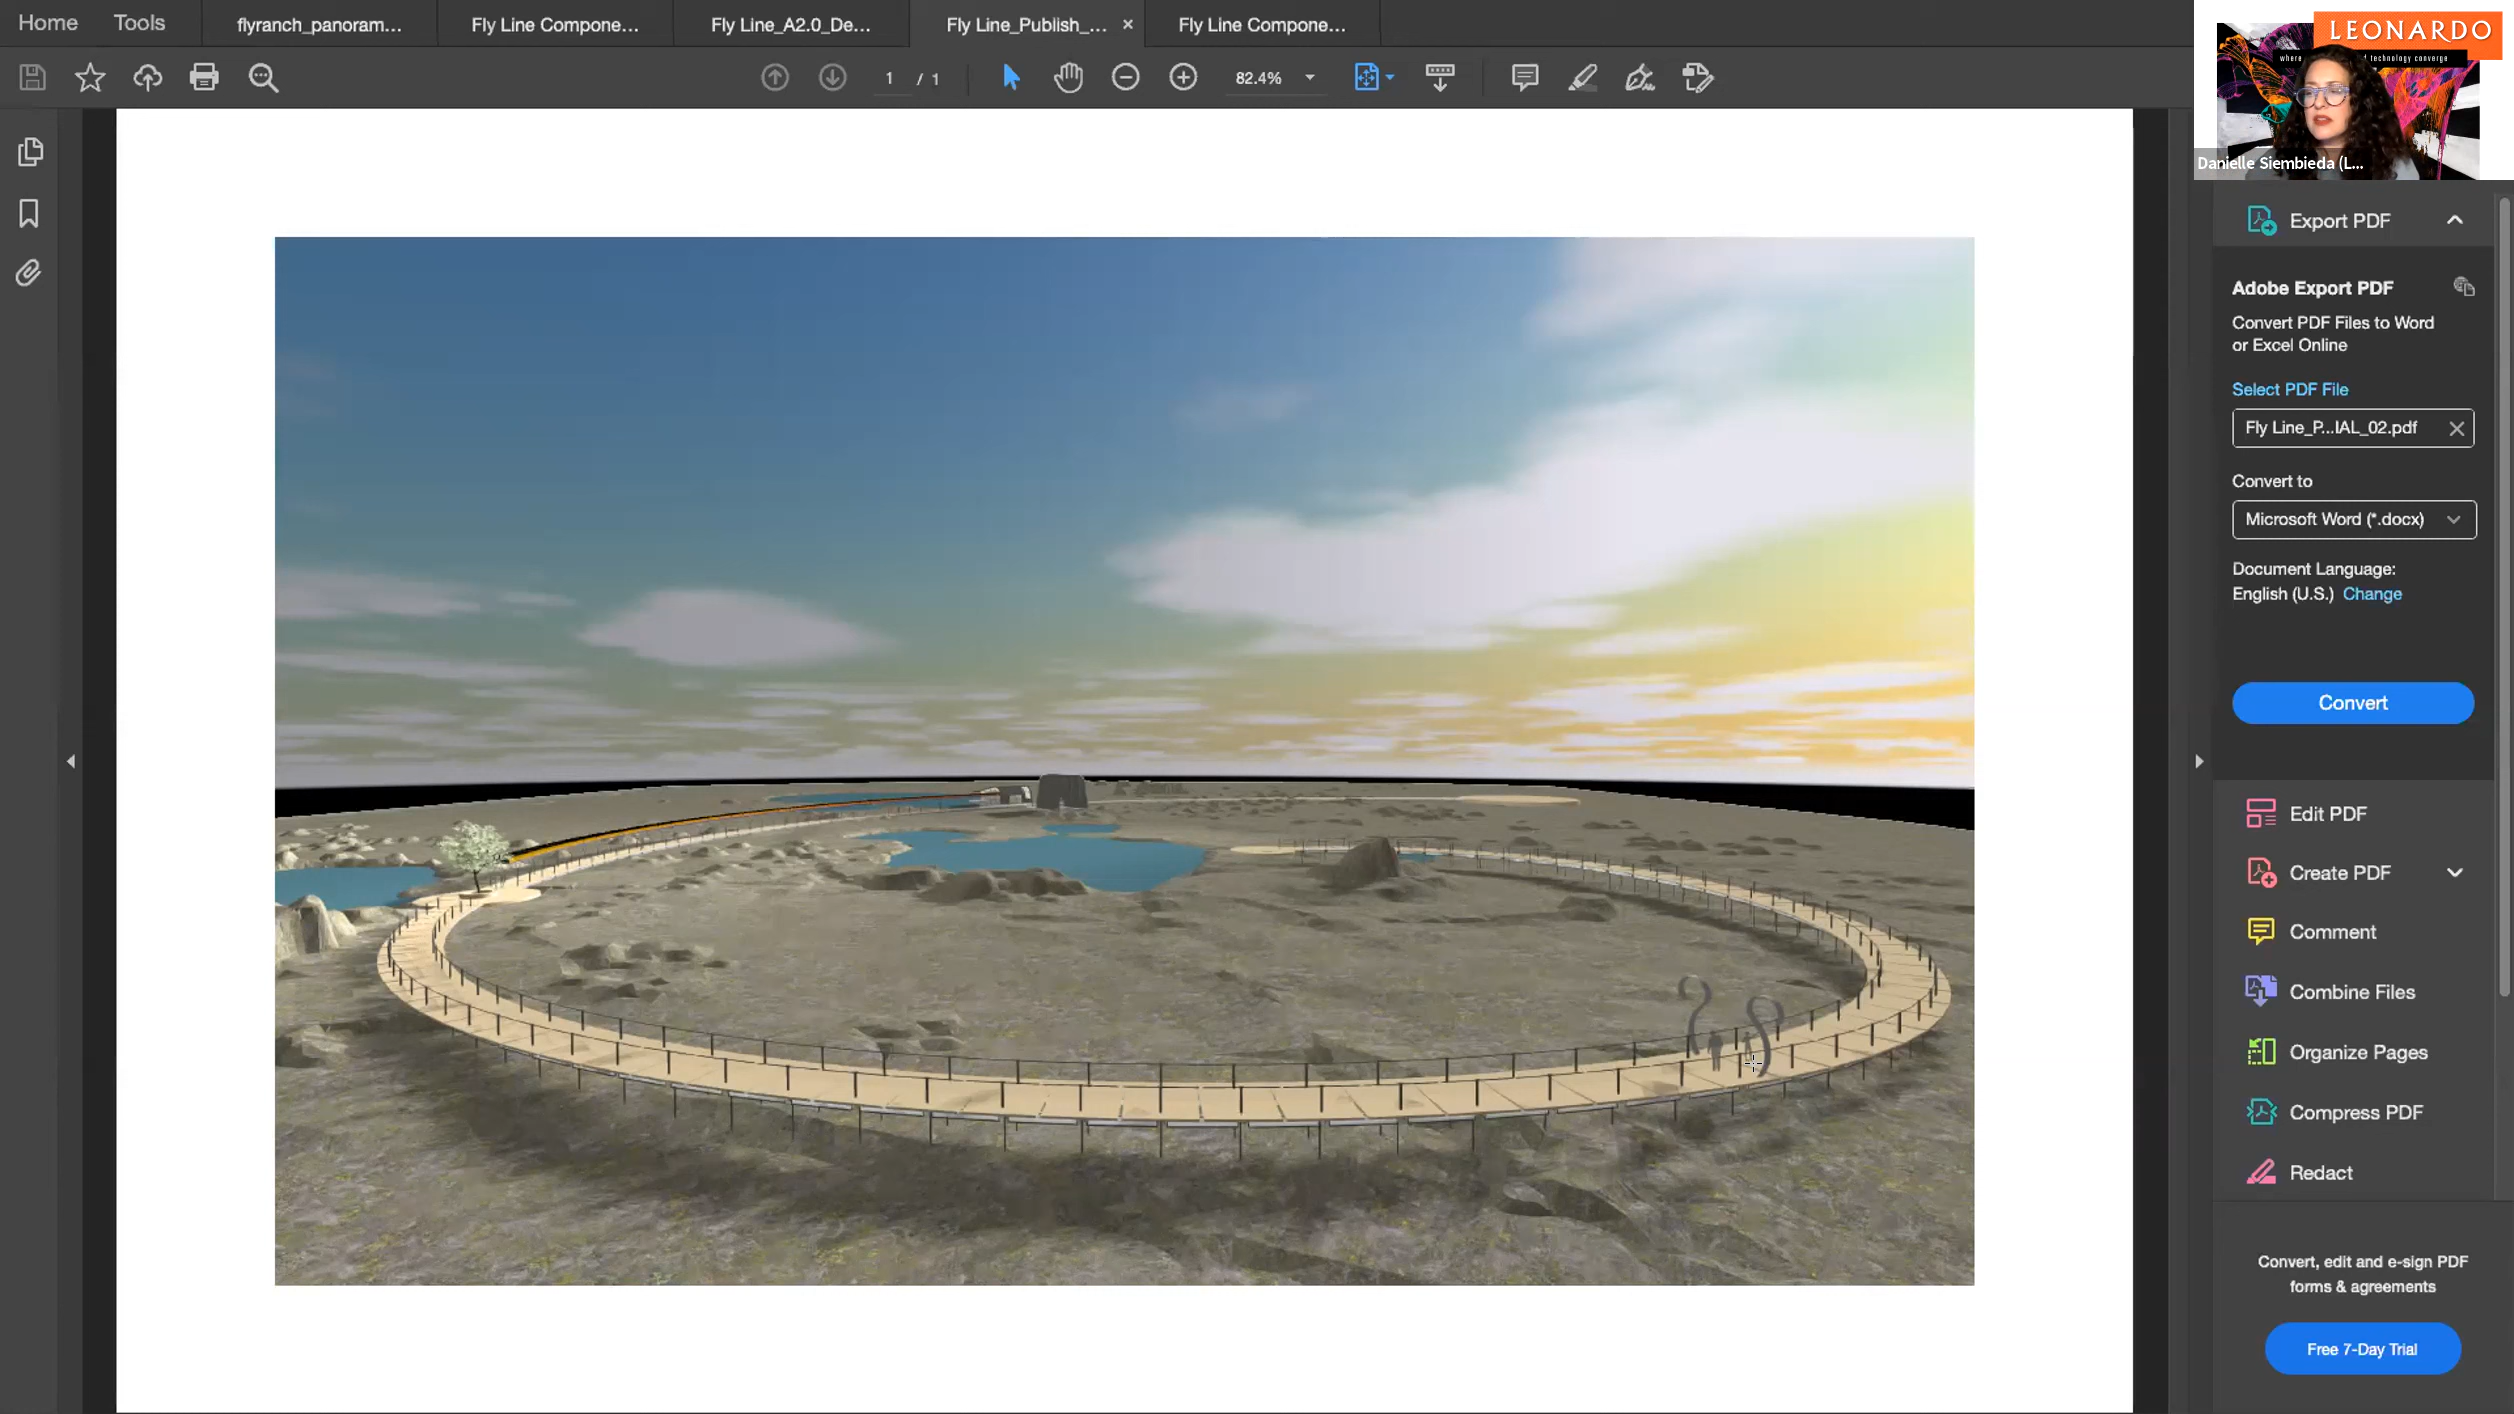 Home
Tools
flyranch_panoram...
Fly Line Compone...
Fly Line_A2.0_De...
Fly Line_Publish_...
Fly Line Compone...
1 / 1
82.4%
LEONARDO
where
technology converge
Danielle Siembieda (L...
Export PDF
Adobe Export PDF
Convert PDF Files to Word
or Excel Online
Select PDF File
Fly Line_P...IAL_02.pdf
Convert to
Microsoft Word (*.docx)
Document Language:
English (U.S.) Change
Convert
Edit PDF
Create PDF
Comment
Combine Files
Organize Pages
Compress PDF
Redact
Convert, edit and e-sign PDF
forms & agreements
Free 7-Day Trial